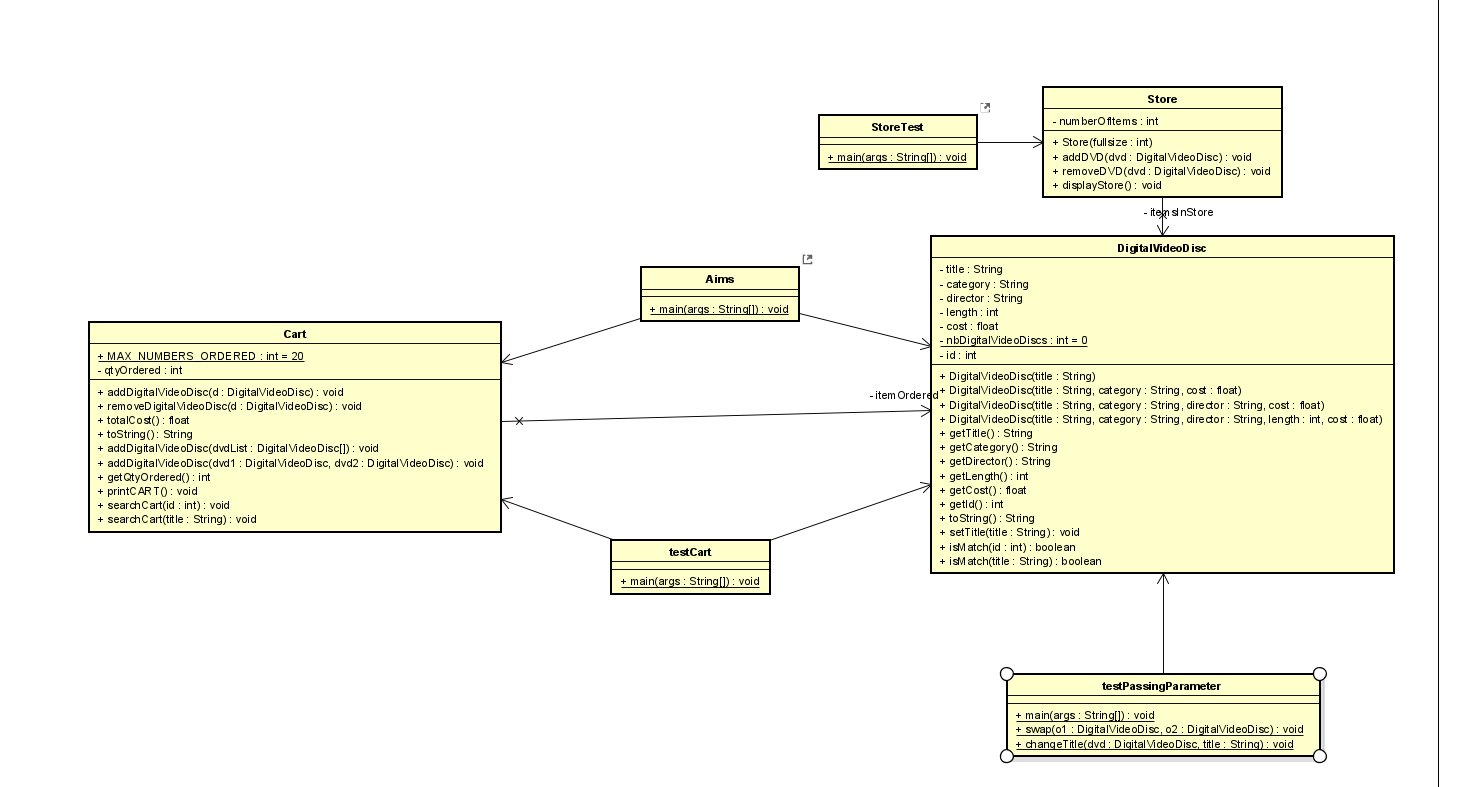 Store
- numberOfItems : int
+ Store(fullsize : int)
+ addDVD(dvd : DigitalVideoDisc) : void
+ removeDVD(dvd : DigitalVideoDisc) : void
+ displayStore() : void
StoreTest
+ main(args : String[]) : void
- itemsInStore
DigitalVideoDisc
- title : String
- category : String
- director : String
- length : int
- cost : float
- nbDigitalVideoDiscs : int = 0
- id : int
+ DigitalVideoDisc(title : String)
+ DigitalVideoDisc(title : String, category : String, cost : float)
+ DigitalVideoDisc(title : String, category : String, director : String, cost : float)
+ DigitalVideoDisc(title : String, category : String, director : String, length : int, cost : float)
+ getTitle() : String
+ getCategory() : String
+ getDirector() : String
+ getLength() : int
+ getCost() : float
+ getId() : int
+ toString() : String
+ setTitle(title : String) : void
+ isMatch(id : int) : boolean
+ isMatch(title : String) : boolean
Aims
+ main(args : String[]) : void
Cart
+ MAX_NUMBERS_ORDERED : int = 20
- qtyOrdered : int
+ addDigitalVideoDisc(d : DigitalVideoDisc) : void
+ removeDigitalVideoDisc(d : DigitalVideoDisc) : void
+ totalCost() : float
+ toString() : String
+ addDigitalVideoDisc(dvdList : DigitalVideoDisc[]) : void
+ addDigitalVideoDisc(dvd1 : DigitalVideoDisc, dvd2 : DigitalVideoDisc) : void
+ getQtyOrdered() : int
+ printCART() : void
+ searchCart(id : int) : void
+ searchCart(title : String) : void
- itemOrdered
testCart
+ main(args : String[]) : void
testPassingParameter
+ main(args : String[]) : void
+ swap(o1 : DigitalVideoDisc, o2 : DigitalVideoDisc) : void
+ changeTitle(dvd : DigitalVideoDisc, title : String) : void